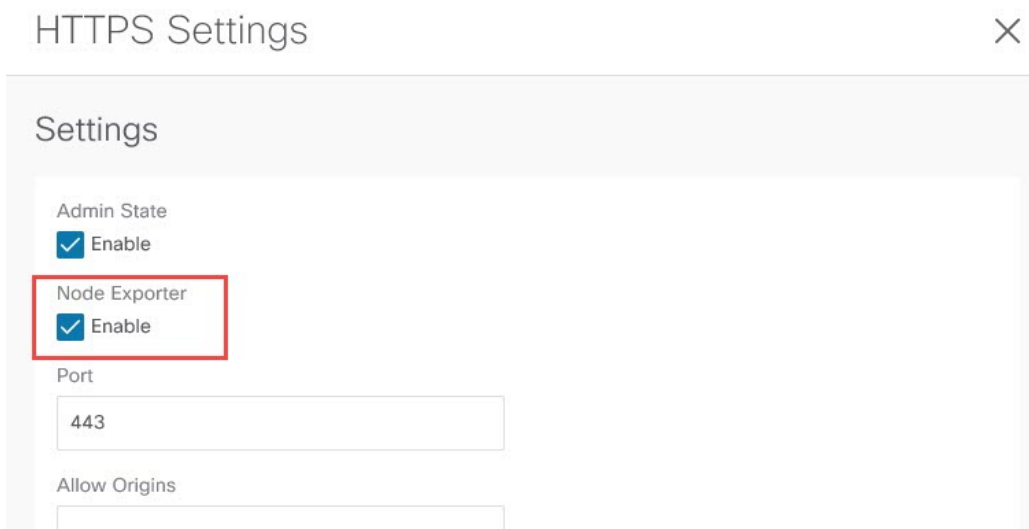 HTTPS Settings
Settings
Admin State
Enable
Node Exporter
Enable
Port
443
Allow Origins